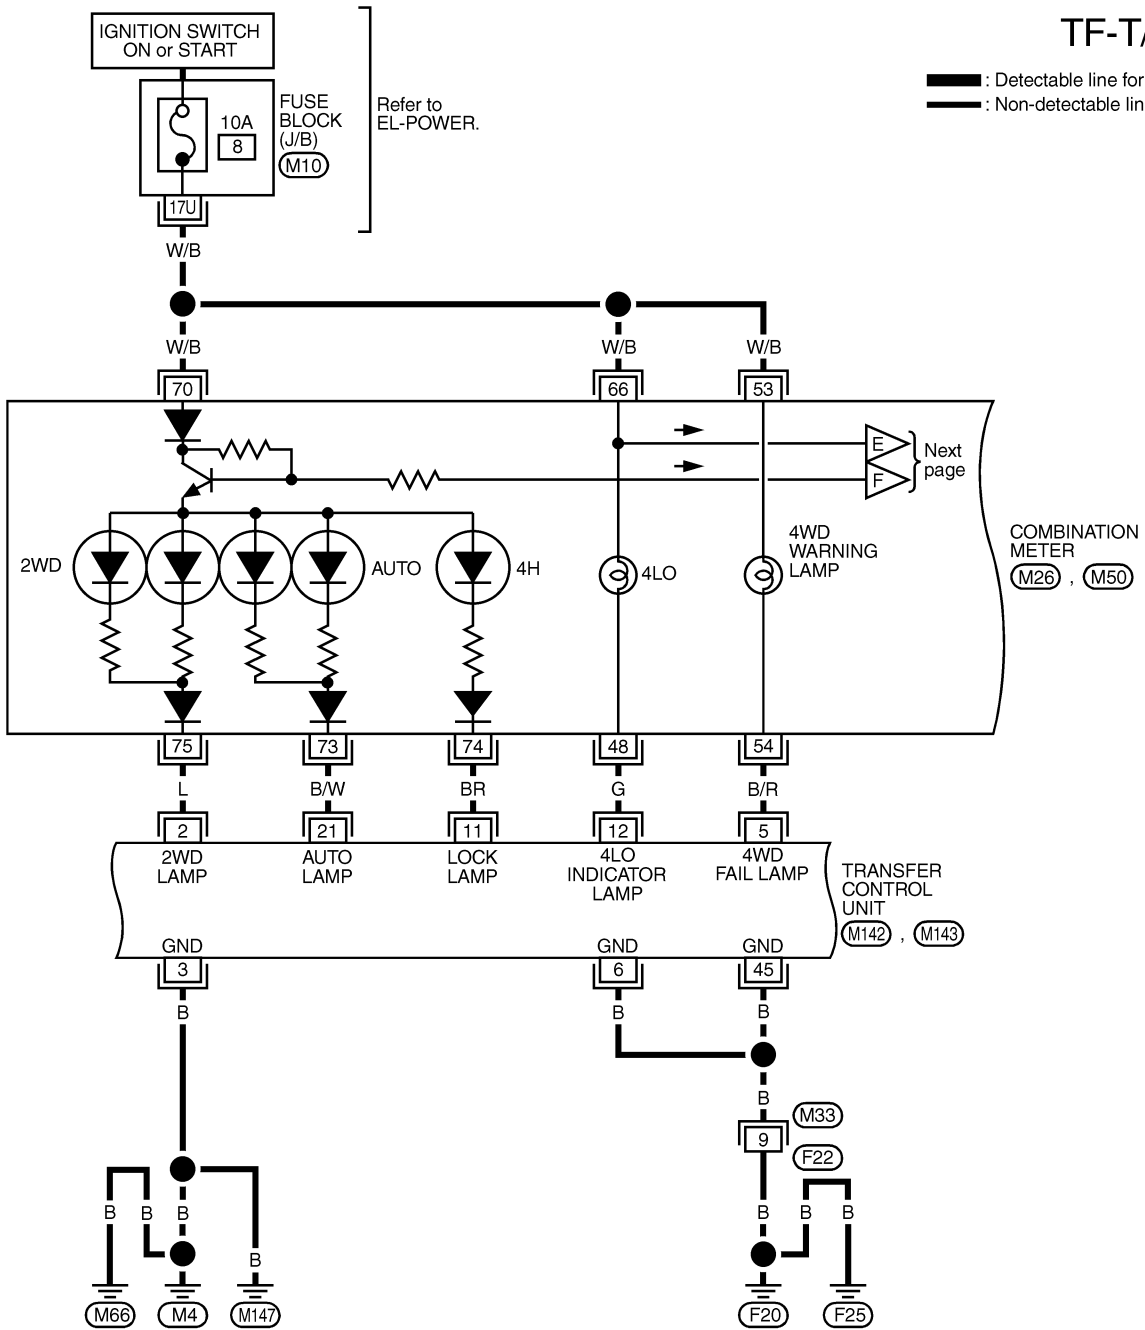 TF-T/
IGNITION SWITCH
ON or START
: Detectable line for
: Non-detectable lin
FUSE
BLOCK
(J/B)
M10
10A
8
Refer to
EL-POWER.
17U
W/B
W/B
W/B
W/B
70
66
53
E
F
Next
page
2WD
AUTO
4H
4LO
4WD
WARNING
LAMP
COMBINATION
METER
M26 , M50
75
73
74
48
54
L
B/W
BR
G
B/R
2
21
11
12
5
2WD
LAMP
AUTO
LAMP
LOCK
LAMP
4LO
INDICATOR
LAMP
4WD
FAIL LAMP
TRANSFER
CONTROL
UNIT
M142 , M143
GND
GND
GND
3
6
45
B
B
B
B
M33
9
F22
B
B
B
B
B
B
B
M66
M4
M147
F20
F25